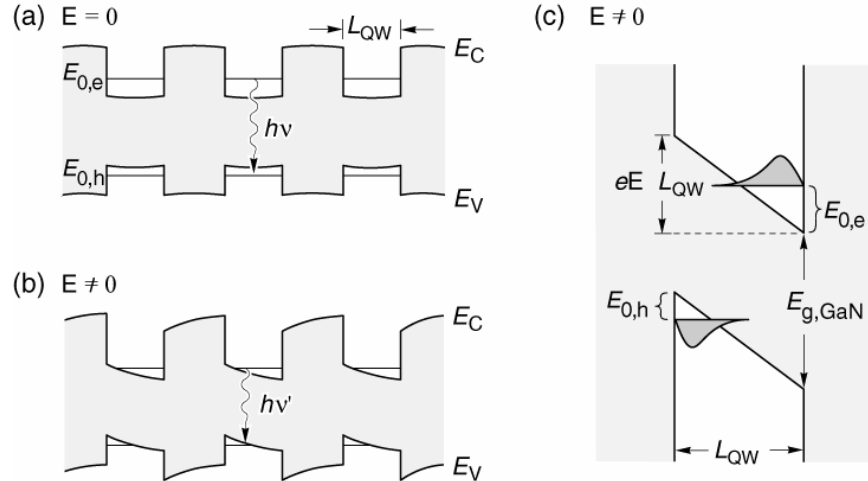 (a) E = 0
L_QW
E_C
E_0,e
hν
E_0,h
E_V
(b) E ≠ 0
E_C
hν'
E_V
(c) E ≠ 0
eE L_QW
E_0,e
E_0,h
E_g,GaN
L_QW